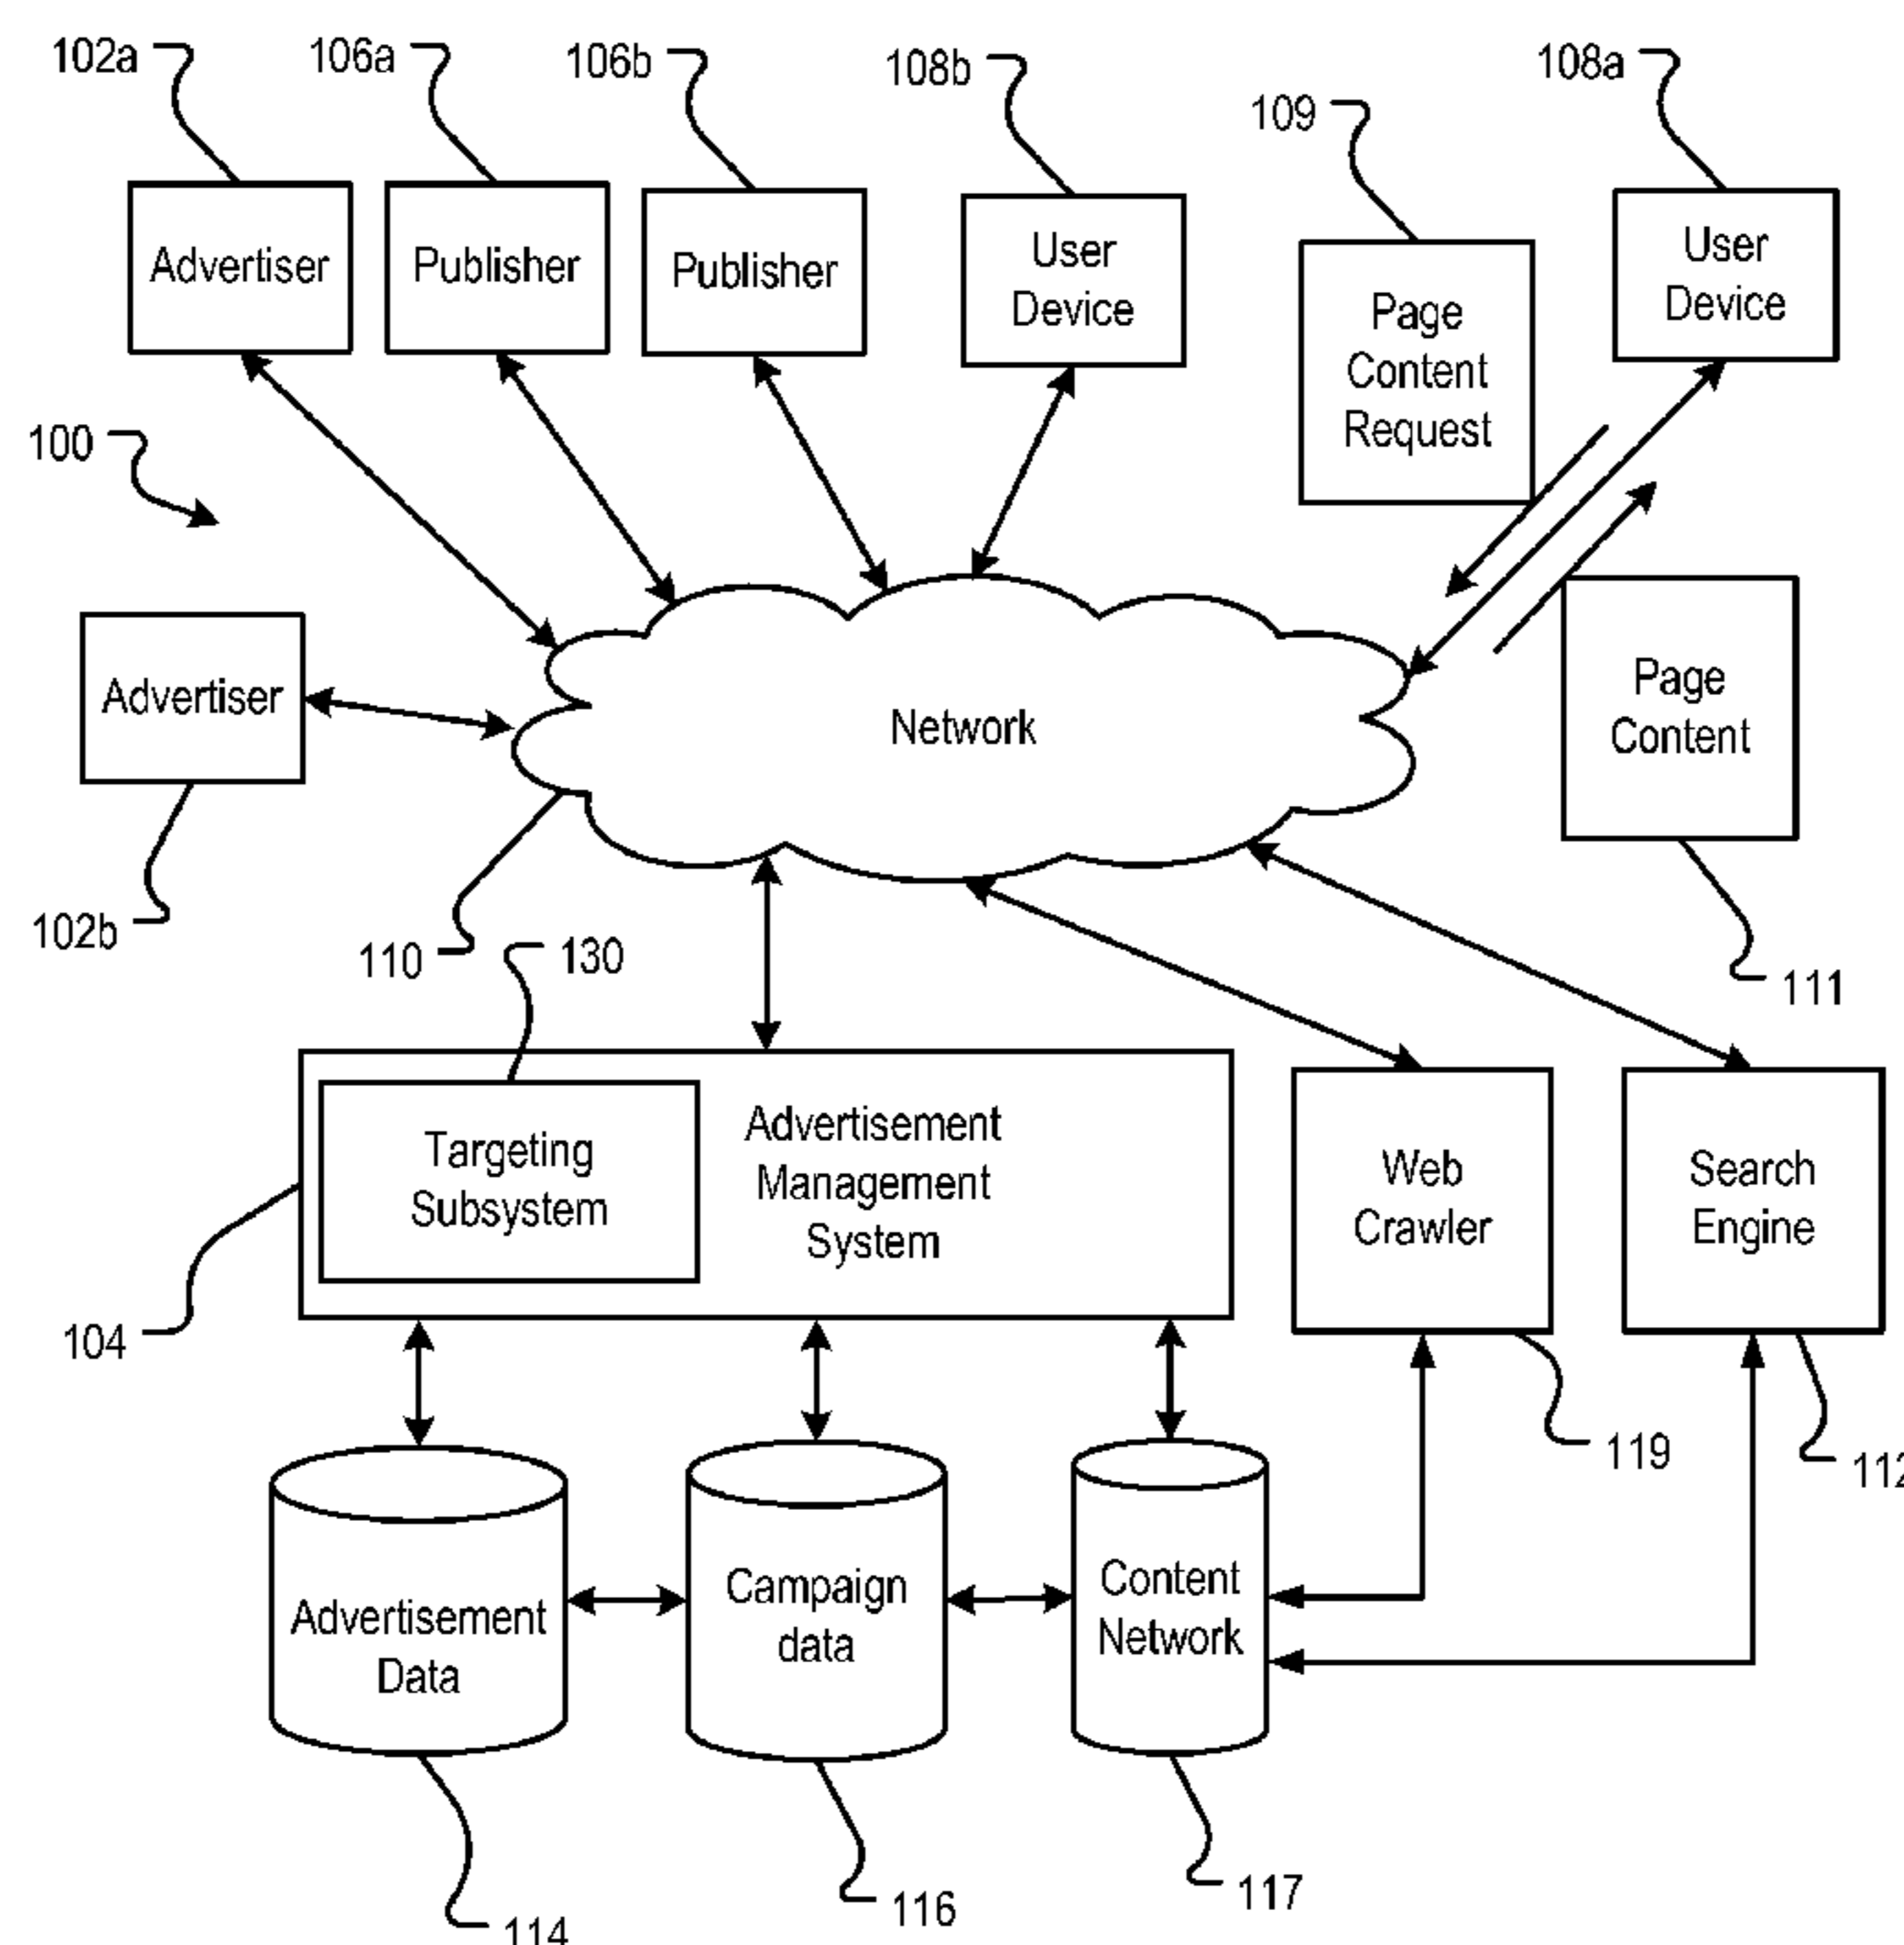 102a
106a
106b
108b
109
108a
Advertiser
Publisher
Publisher
User
Device
Page
Content
Request
User
Device
100
Advertiser
Network
Page
Content
102b
110
130
111
Targeting
Subsystem
Advertisement
Management
System
Web
Crawler
Search
Engine
104
119
112
Advertisement
Data
Campaign
data
Content
Network
114
116
117